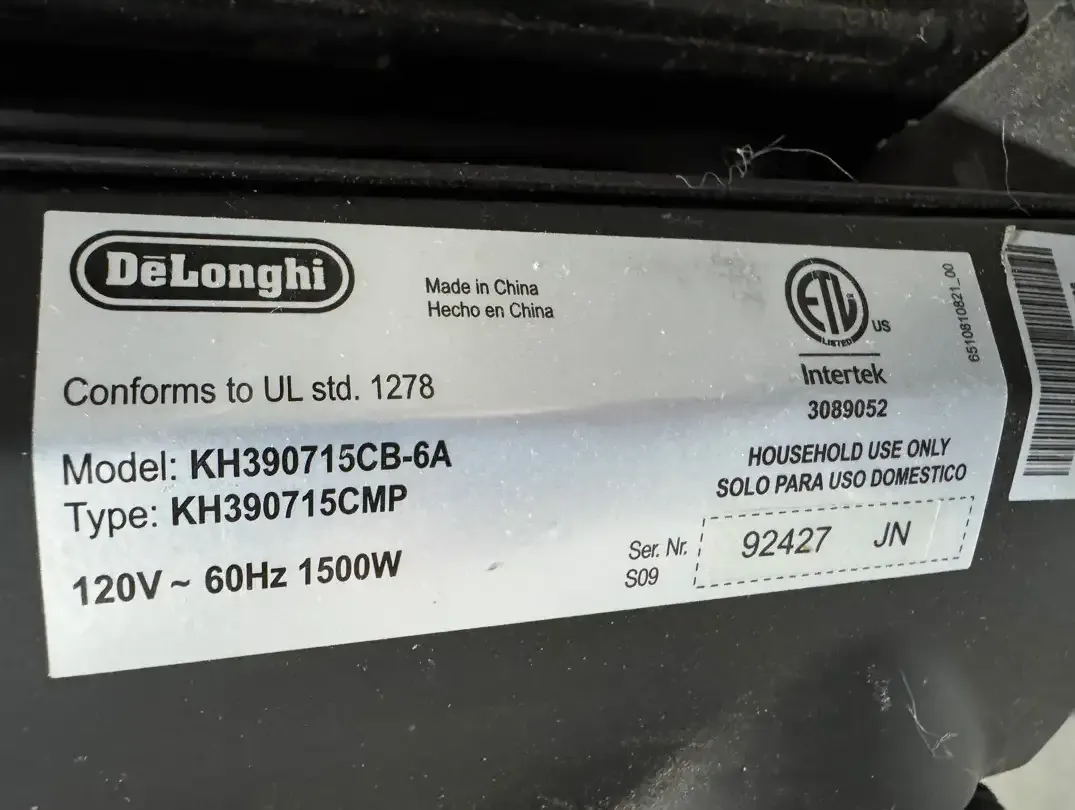 DēLonghi
Made in China
Hecho en China
ETL
LISTED
US
Intertek
3089052
6510810821_00
Conforms to UL std. 1278
Model: KH390715CB-6A
Type: KH390715CMP
120V ~ 60Hz 1500W
HOUSEHOLD USE ONLY
SOLO PARA USO DOMESTICO
Ser. Nr.
S09
92427 JN